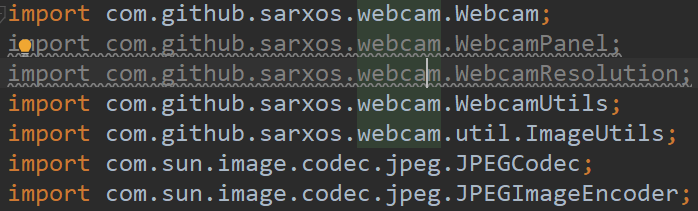 import com.github.sarxos.webcam.Webcam;
import com.github.sarxos.webcam.WebcamPanel;
import com.github.sarxos.webcam.WebcamResolution;
import com.github.sarxos.webcam.WebcamUtils;
import com.github.sarxos.webcam.util.ImageUtils;
import com.sun.image.codec.jpeg.JPEGCodec;
import com.sun.image.codec.jpeg.JPEGImageEncoder;